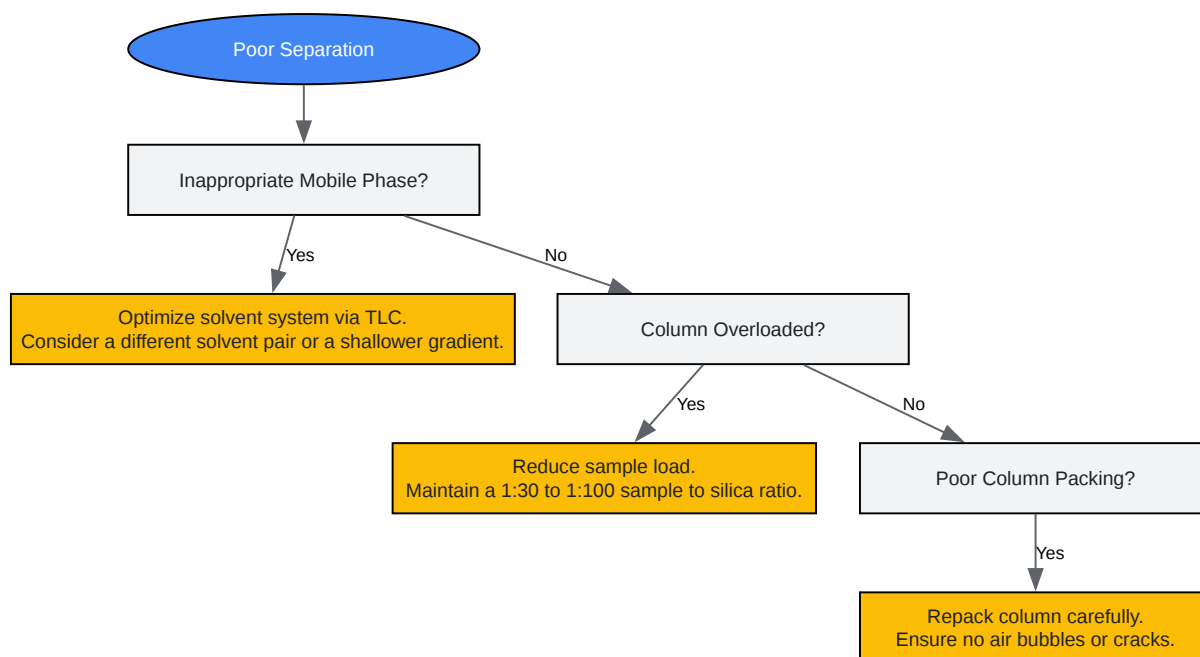 Poor Separation
Inappropriate Mobile Phase?
Yes
No
Optimize solvent system via TLC.
Consider a different solvent pair or a shallower gradient.
Column Overloaded?
Yes
No
Reduce sample load.
Maintain a 1:30 to 1:100 sample to silica ratio.
Poor Column Packing?
Yes
Repack column carefully.
Ensure no air bubbles or cracks.